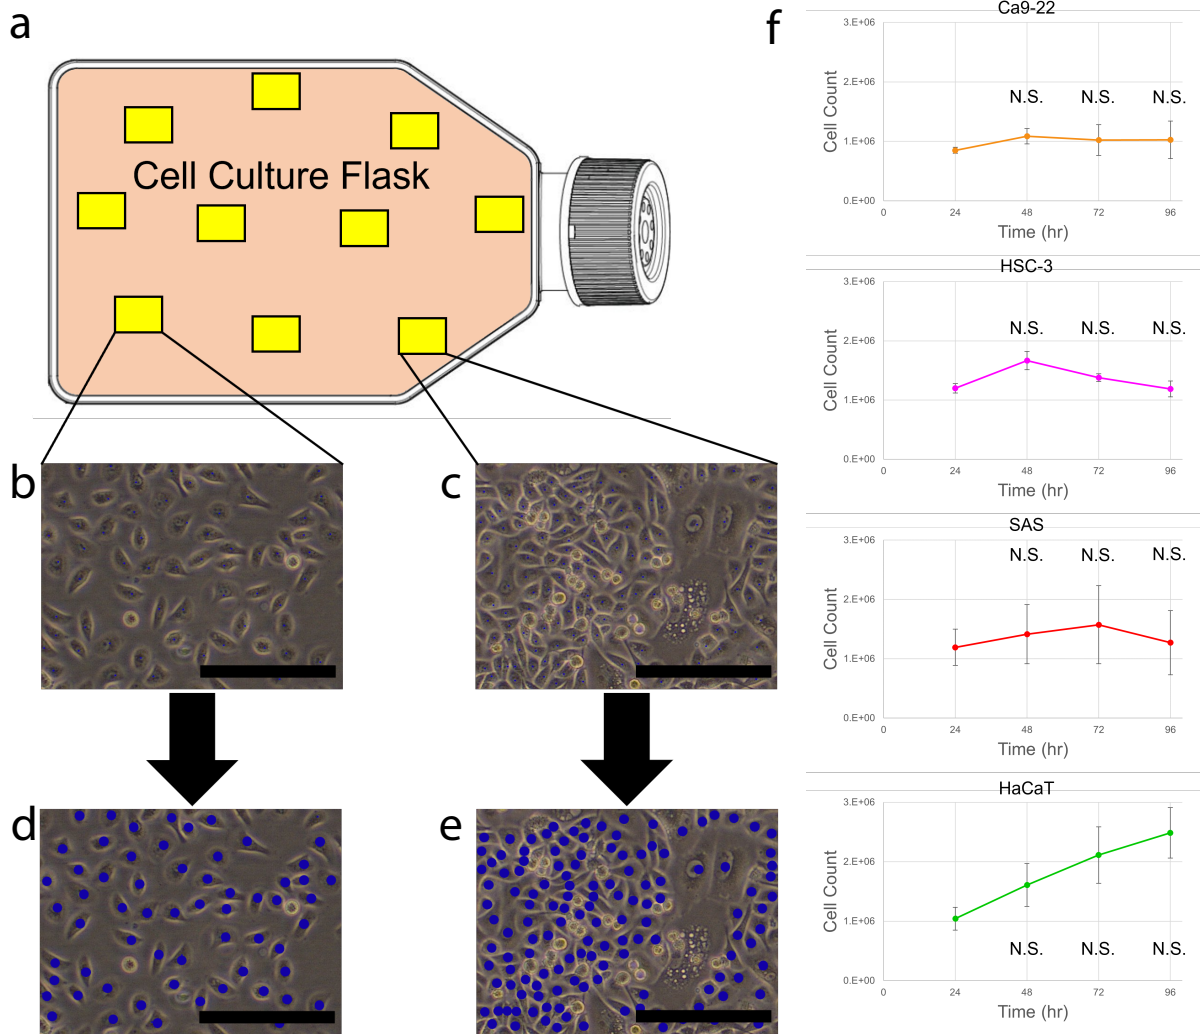 a
Cell Culture Flask
b
c
d
e
f
Ca9-22
3.E+06
2.E+06
1.E+06
0.E+00
Cell Count
N.S. N.S. N.S.
0 24 48 72 96
Time (hr)
HSC-3
3.E+06
2.E+06
1.E+06
0.E+00
Cell Count
N.S. N.S. N.S.
0 24 48 72 96
Time (hr)
SAS
3.E+06
2.E+06
1.E+06
0.E+00
Cell Count
N.S. N.S. N.S.
0 24 48 72 96
Time (hr)
HaCaT
3.E+06
2.E+06
1.E+06
0.E+00
Cell Count
N.S. N.S. N.S.
0 24 48 72 96
Time (hr)